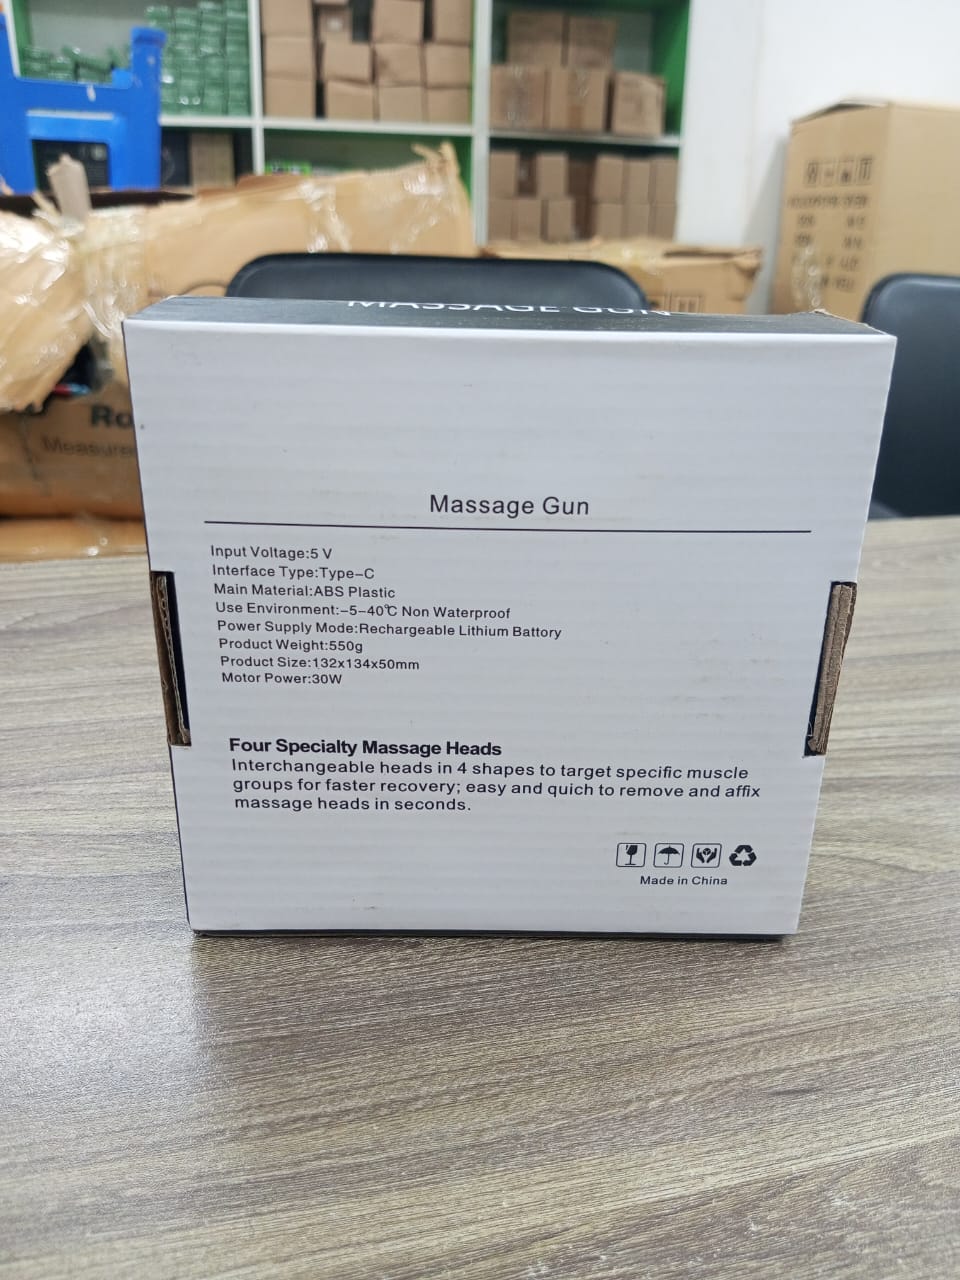 MASSAGE GUN
Ro
Measure
Massage Gun
Input Voltage:5 V
Interface Type:Type-C
Main Material:ABS Plastic
Use Environment:-5-40℃ Non Waterproof
Power Supply Mode:Rechargeable Lithium Battory
Product Weight:550g
Product Size:132x134x50mm
Motor Power:30W
Four Specialty Massage Heads
Interchangeable heads in 4 shapes to target specific muscle
groups for faster recovery; easy and quich to remove and affix
massage heads in seconds.
Made in China